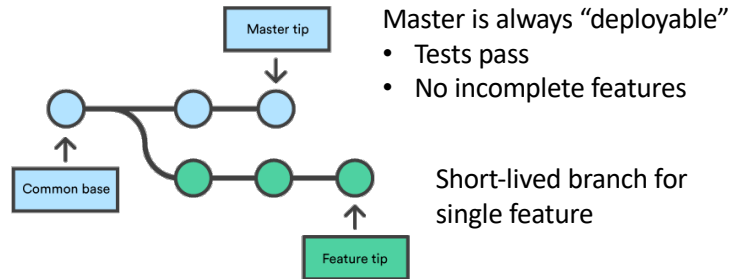 Master tip
Master is always “deployable”
• Tests pass
• No incomplete features
Common base
Short-lived branch for
single feature
Feature tip